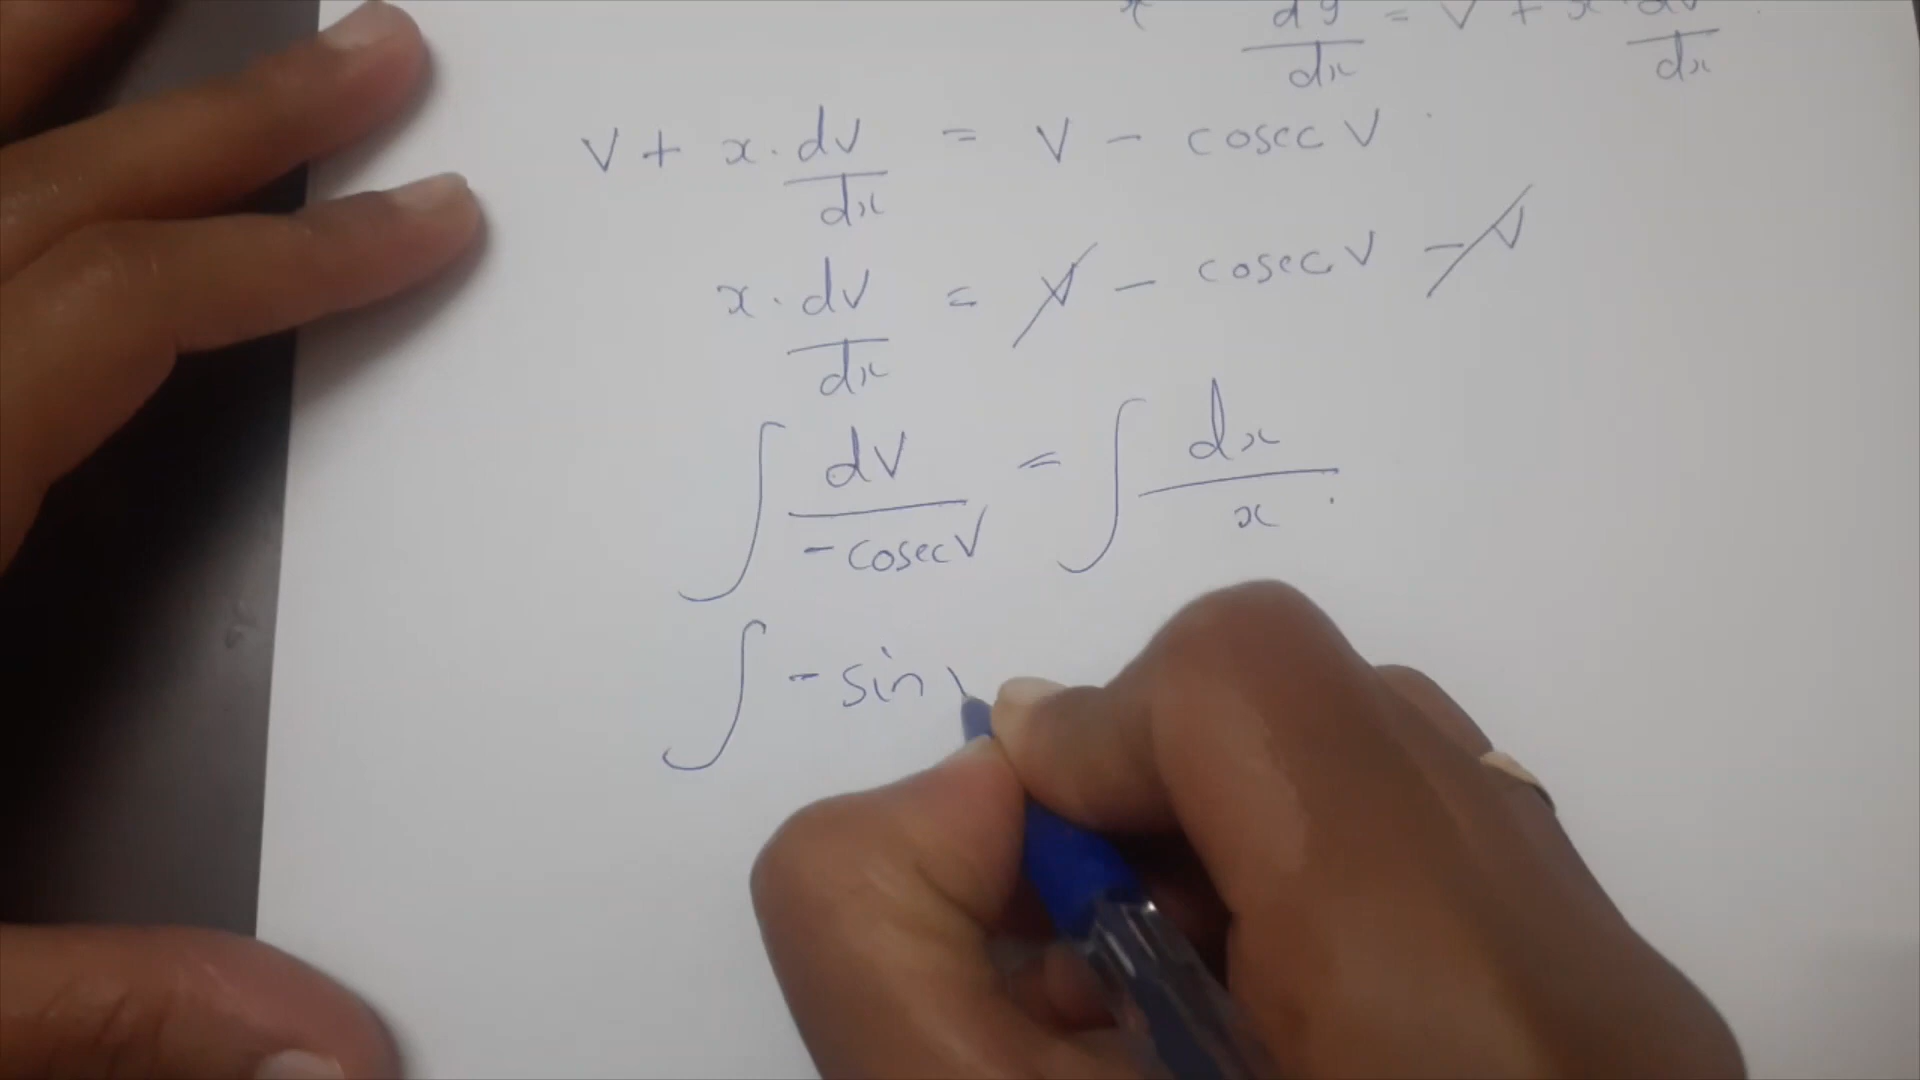 x dy/dx = v + x. dv/dx
v + x. dv/dx = v - cosec v
x. dv/dx = v - cosec v - v
∫ dv/-cosec v = ∫ dx/x
∫ - sin